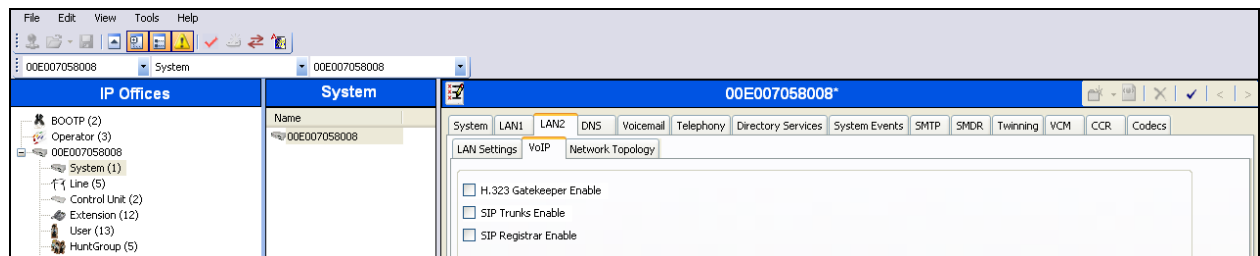 File Edit View Tools Help
00E007058008 System 00E007058008
IP Offices
BOOTP (2)
Operator (3)
00E007058008
System (1)
Line (5)
Control Unit (2)
Extension (12)
User (13)
HuntGroup (5)
System
Name
00E007058008
00E007058008*
System LAN1 LAN2 DNS Voicemail Telephony Directory Services System Events SMTP SMDR Twinning VCM CCR Codecs
LAN Settings VoIP Network Topology
H.323 Gatekeeper Enable
SIP Trunks Enable
SIP Registrar Enable